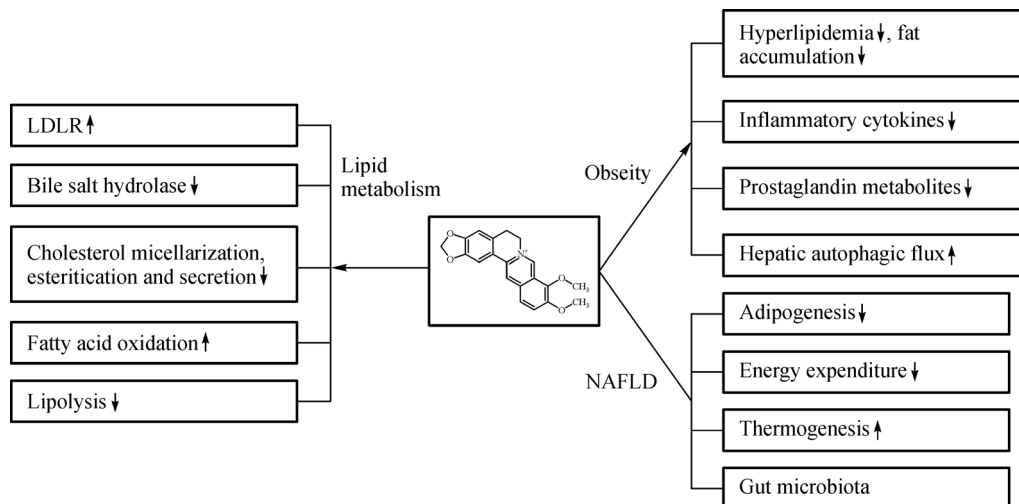 LDLR↑
Bile salt hydrolase↓
Cholesterol micellarization,
esteritication and secretion↓
Fatty acid oxidation↑
Lipolysis↓
Lipid
metabolism
O
O
N+
O
CH3
O
CH3
Obseity
NAFLD
Hyperlipidemia↓, fat
accumulation↓
Inflammatory cytokines↓
Prostaglandin metabolites↓
Hepatic autophagic flux↑
Adipogenesis↓
Energy expenditure↓
Thermogenesis↑
Gut microbiota